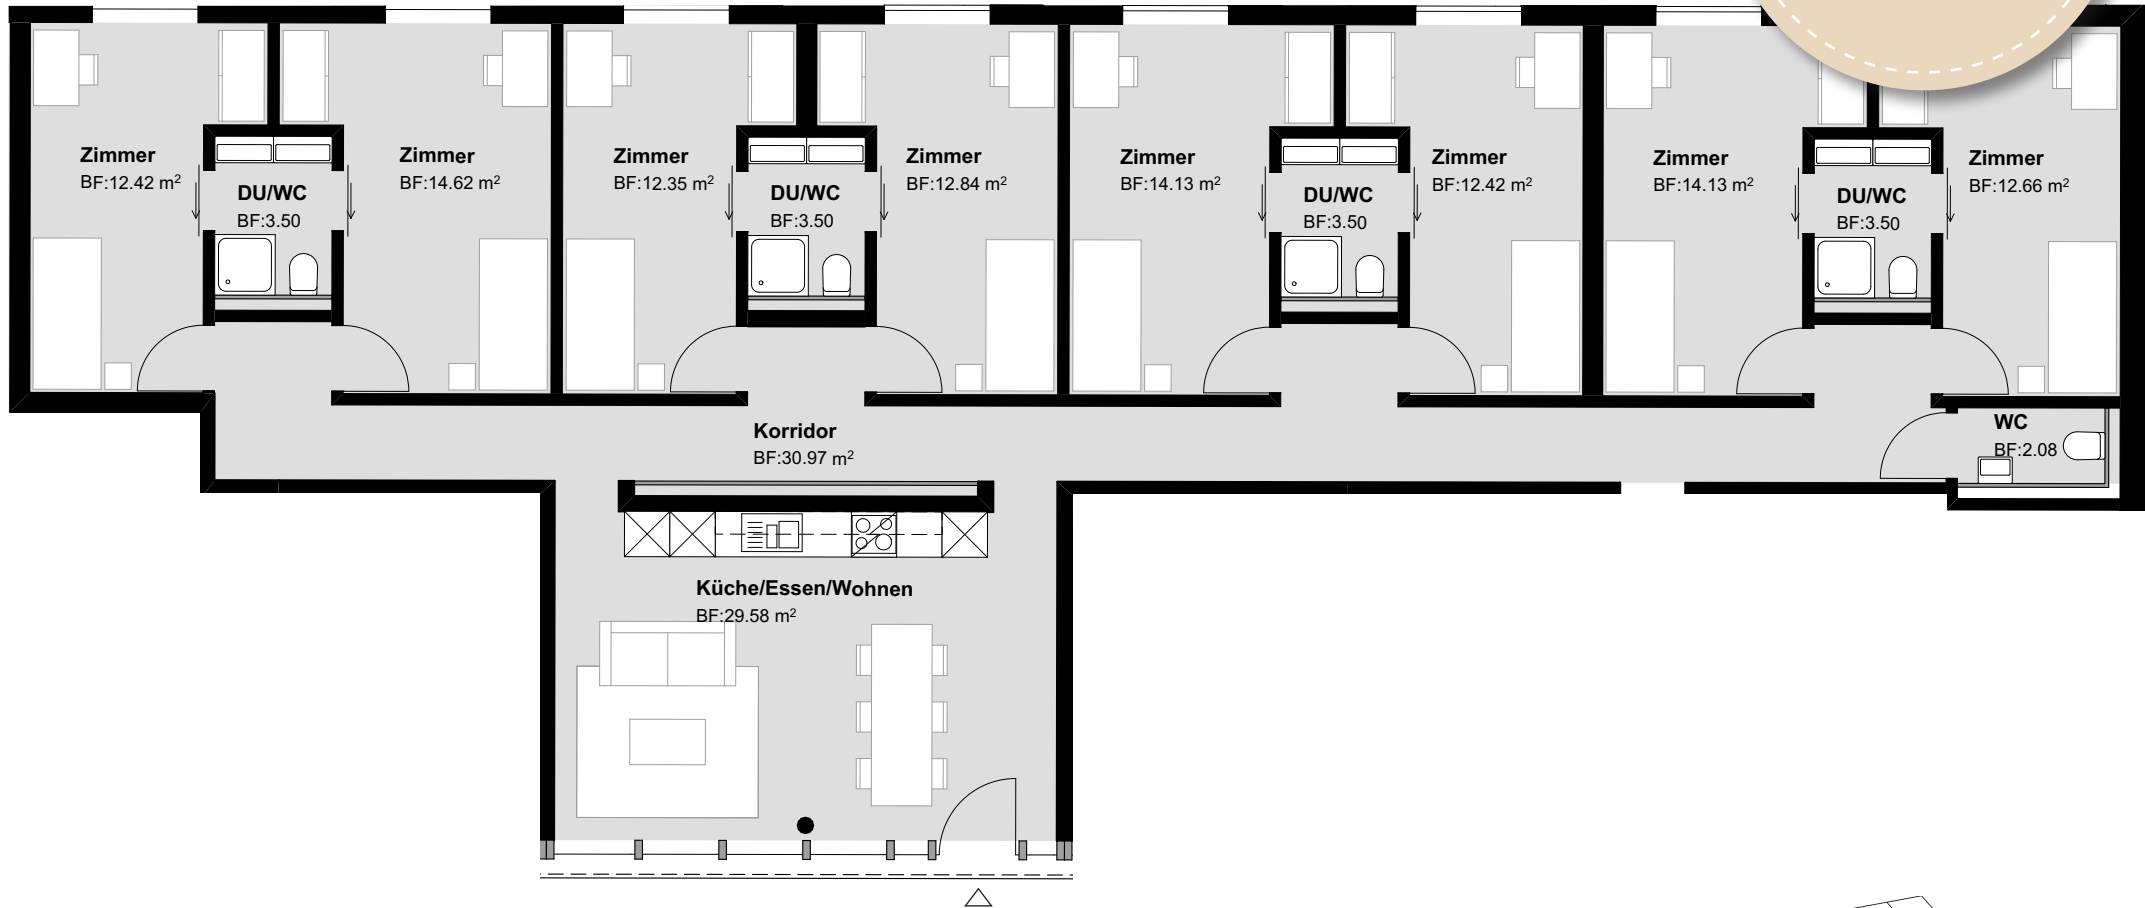 Zimmer
BF:12.42 m²
DU/WC
BF:3.50
Zimmer
BF:14.62 m²
Zimmer
BF:12.35 m²
DU/WC
BF:3.50
Zimmer
BF:12.84 m²
Zimmer
BF:14.13 m²
DU/WC
BF:3.50
Zimmer
BF:12.42 m²
Zimmer
BF:14.13 m²
DU/WC
BF:3.50
Zimmer
BF:12.66 m²
Korridor
BF:30.97 m²
WC
BF:2.08
Küche/Essen/Wohnen
BF:29.58 m²